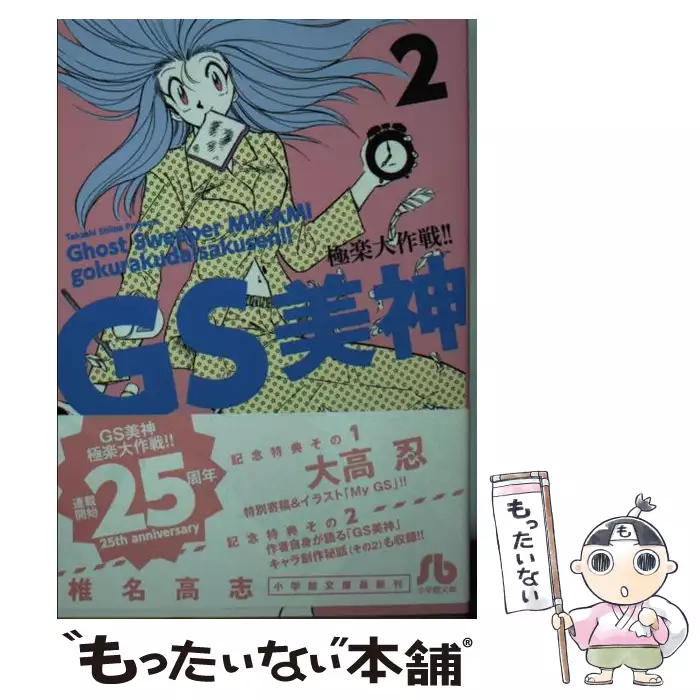 2
Takashi Shiina Presents
Ghost Sweeper MIKAMI
gokurakudaisakusen!!
極楽大作戦!!
GS美神
GS美神
極楽大作戦!!
連載開始
25周年
25th anniversary
記念特典その1
大高 忍
特別寄稿&イラスト「My GS」!!
記念特典その2
作者自身が語る「GS美神」
キャラ創作秘話(その2)も収録!!
椎名高志
小学館文庫最新刊
小学館文庫
もったいない
"もったいない"本舗®